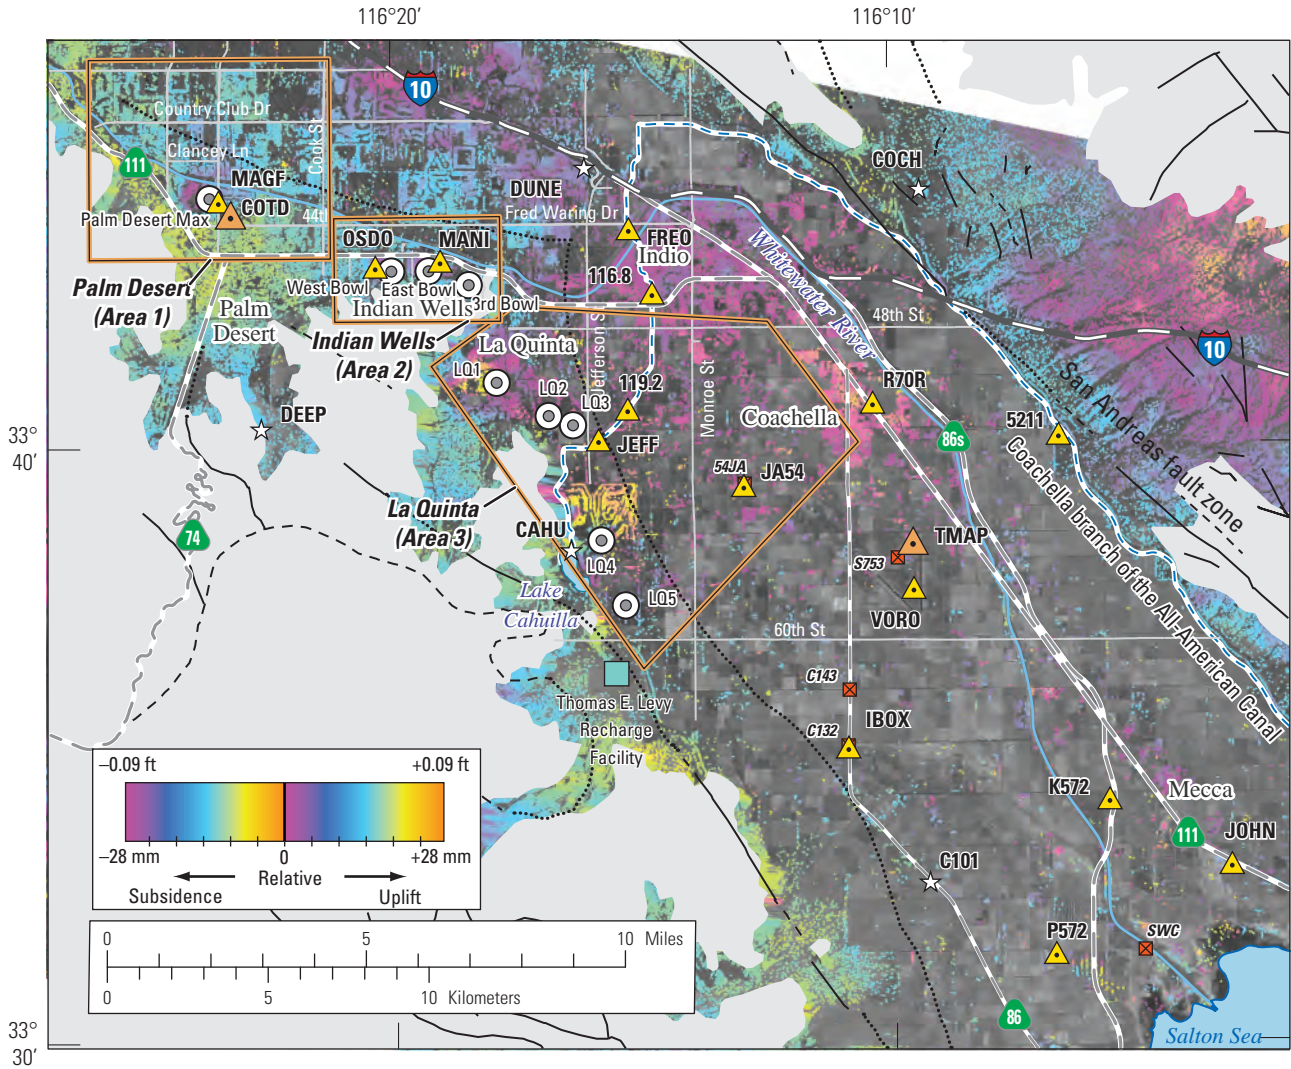 116°20'
116°10'
10
Country Club Dr
Cook St
Clancey Ln
111
MAGF
COTD
Palm Desert Max
44th
DUNE
Fred Waring Dr
COCH
FREO
Indio
116.8
Whitewater River
OSDO
MANI
West Bowl
East Bowl
3rd Bowl
Indian Wells
Palm Desert
(Area 1)
Palm
Desert
Indian Wells
(Area 2)
La Quinta
Jefferson St
48th St
10
LQ1
LQ2
LQ3
119.2
JEFF
Monroe St
Coachella
R70R
86s
5211
San Andreas fault zone
Coachella branch of the All-American Canal
DEEP
33°
40'
54JA
JA54
La Quinta
(Area 3)
74
CAHU
LQ4
TMAP
S753
VORO
LQ5
Lake
Cahuilla
60th St
Thomas E. Levy
Recharge
Facility
C143
C132
IBOX
K572
Mecca
111
JOHN
C101
P572
SWC
86
Salton Sea
–0.09 ft
+0.09 ft
–28 mm
0
+28 mm
Relative
Subsidence
Uplift
0
5
10 Miles
0
5
10 Kilometers
33°
30'